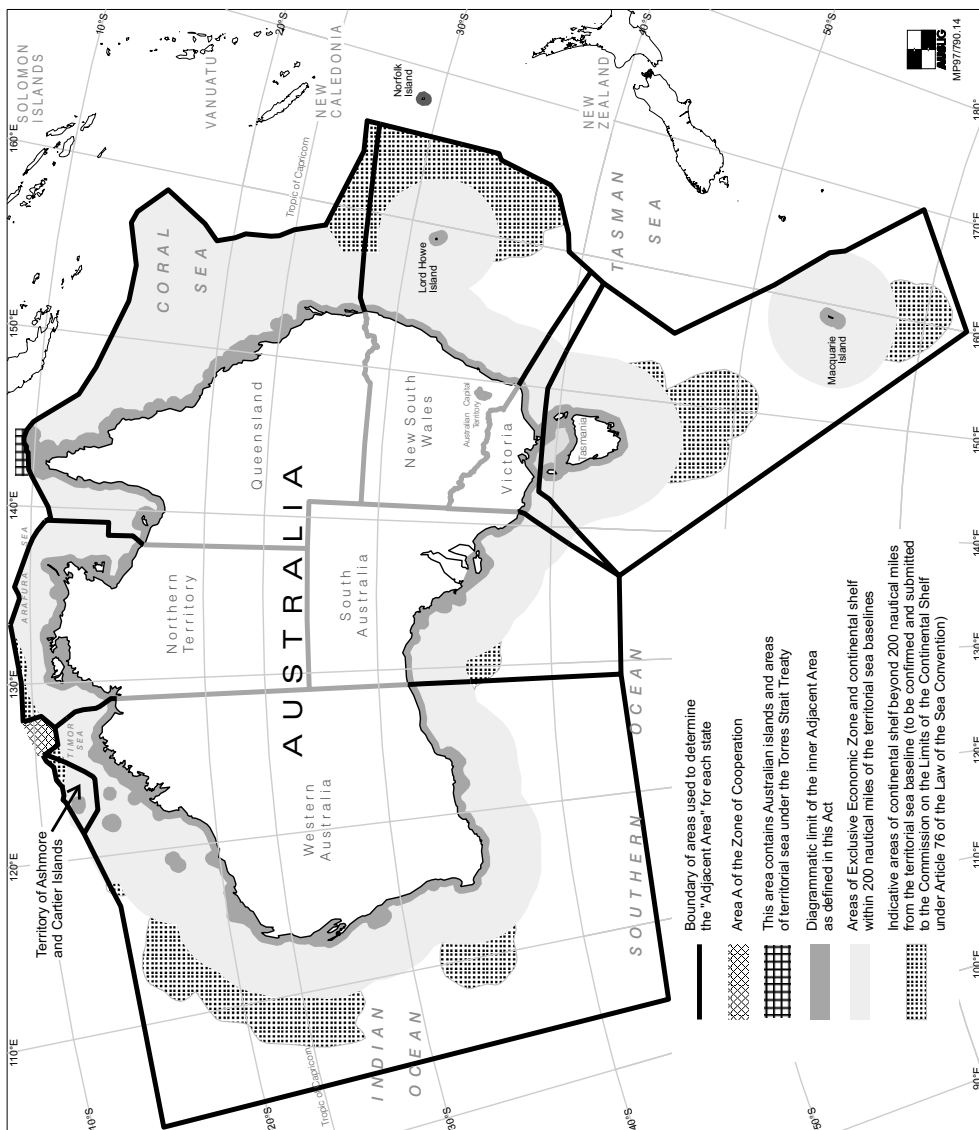 SOLOMON
ISLANDS
VANUATU
NEW
CALEDONIA
Norfolk
Island
NEW
ZEALAND
10°S
20°S
30°S
40°S
50°S
180°
160°E
150°E
140°E
130°E
120°E
110°E
Tropic of Capricorn
CORAL
SEA
TASMAN
SEA
Lord Howe
Island
Macquarie
Island
ARAFURA SEA
TIMOR
SEA
Territory of Ashmore
and Cartier Islands
AUSTRALIA
Queensland
New South
Wales
Australian Capital
Territory
Victoria
Tasmania
Northern
Territory
South
Australia
Western
Australia
INDIAN
OCEAN
SOUTHERN OCEAN
Tropic of Capricorn
10°S
20°S
30°S
40°S
50°S
90°E
100°E
110°E
120°E
130°E
140°E
150°E
160°E
170°E
Boundary of areas used to determine
the "Adjacent Area" for each state
Area A of the Zone of Cooperation
This area contains Australian islands and areas
of territorial sea under the Torres Strait Treaty
Diagrammatic limit of the inner Adjacent Area
as defined in this Act
Areas of Exclusive Economic Zone and continental shelf
within 200 nautical miles of the territorial sea baselines
Indicative areas of continental shelf beyond 200 nautical miles
from the territorial sea baseline (to be confirmed and submitted
to the Commission on the Limits of the Continental Shelf
under Article 76 of the Law of the Sea Convention)
AUSLIG
MP97/790.14